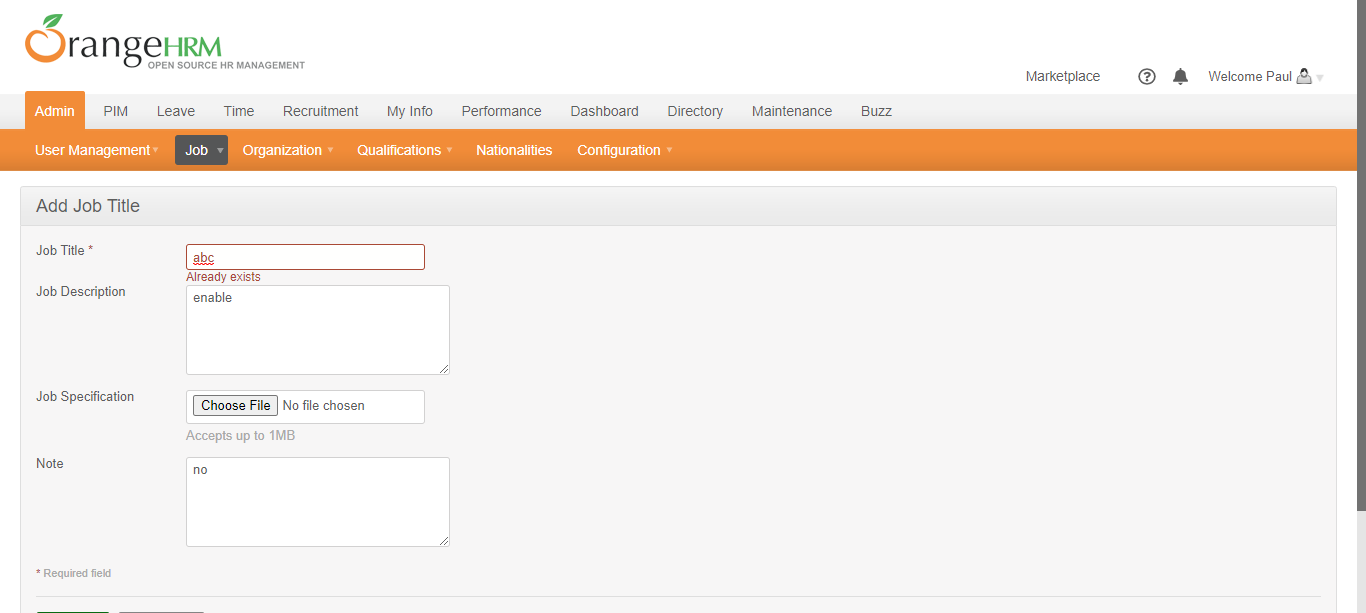 OrangeHRM
OPEN SOURCE HR MANAGEMENT
Marketplace ? Welcome Paul
Admin PIM Leave Time Recruitment My Info Performance Dashboard Directory Maintenance Buzz
User Management Job Organization Qualifications Nationalities Configuration
Add Job Title
Job Title * abc
Already exists
Job Description enable
Job Specification Choose File No file chosen
Accepts up to 1MB
Note no
* Required field